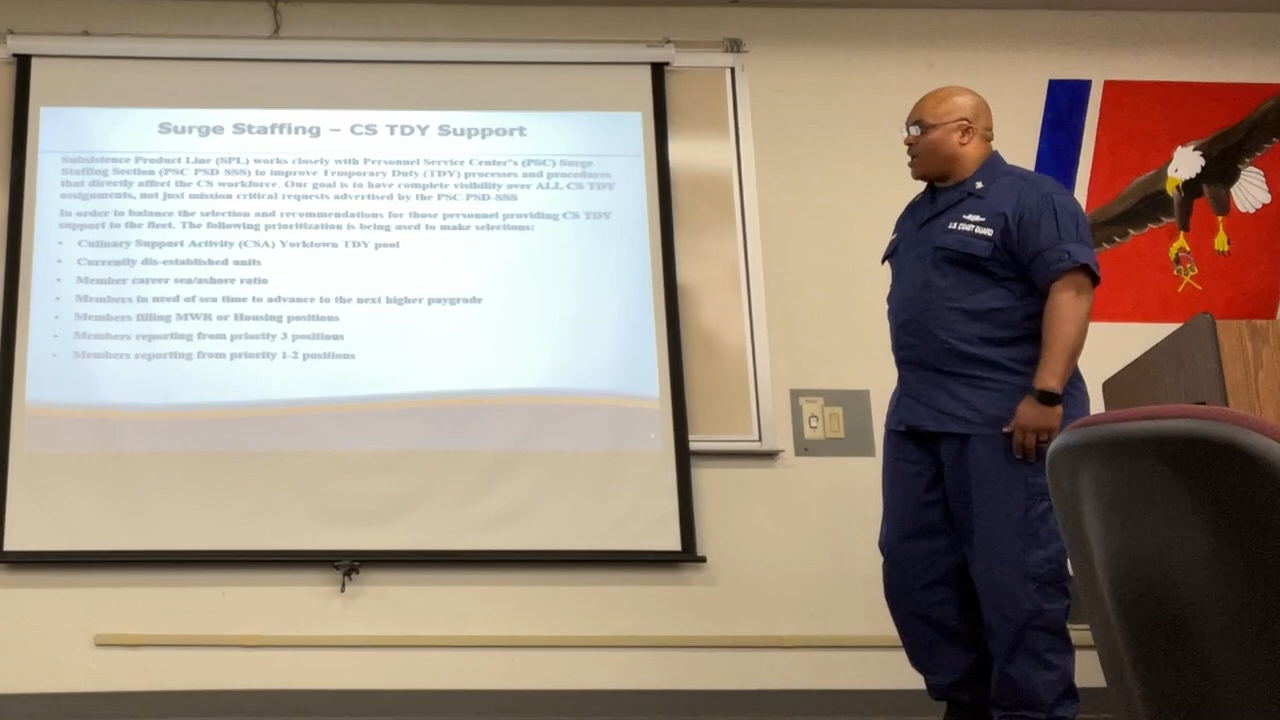 Surge Staffing – CS TDY Support
Subsistence Product Line (SPL) works closely with Personnel Service Center's (PSC) Surge
Staffing Section (PSC-PSD-SSS) to improve Temporary Duty (TDY) processes and procedures
that directly affect the CS workforce. Our goal is to have complete visibility over ALL CS TDY
assignments, not just mission critical requests advertised by the PSC-PSD-SSS
In order to balance the selection and recommendations for those personnel providing CS TDY
support to the fleet. The following prioritization is being used to make selections:
• Culinary Support Activity (CSA) Yorktown TDY pool
• Currently dis-established units
• Member career sea/ashore ratio
• Members in need of sea time to advance to the next higher paygrade
• Members filling MWR or Housing positions
• Members reporting from priority 3 positions
• Members reporting from priority 1-2 positions
U.S. COAST GUARD